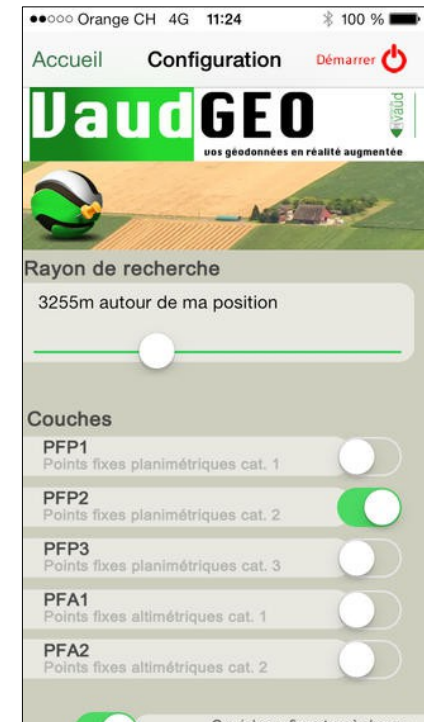 Orange CH 4G 11:24 100 %
Accueil Configuration Démarrer
VaudGEO
vos géodonnées en réalité augmentée
vaud
Rayon de recherche
3255m autour de ma position
Couches
PFP1
Points fixes planimétriques cat. 1
PFP2
Points fixes planimétriques cat. 2
PFP3
Points fixes planimétriques cat. 3
PFA1
Points fixes altimétriques cat. 1
PFA2
Points fixes altimétriques cat. 2